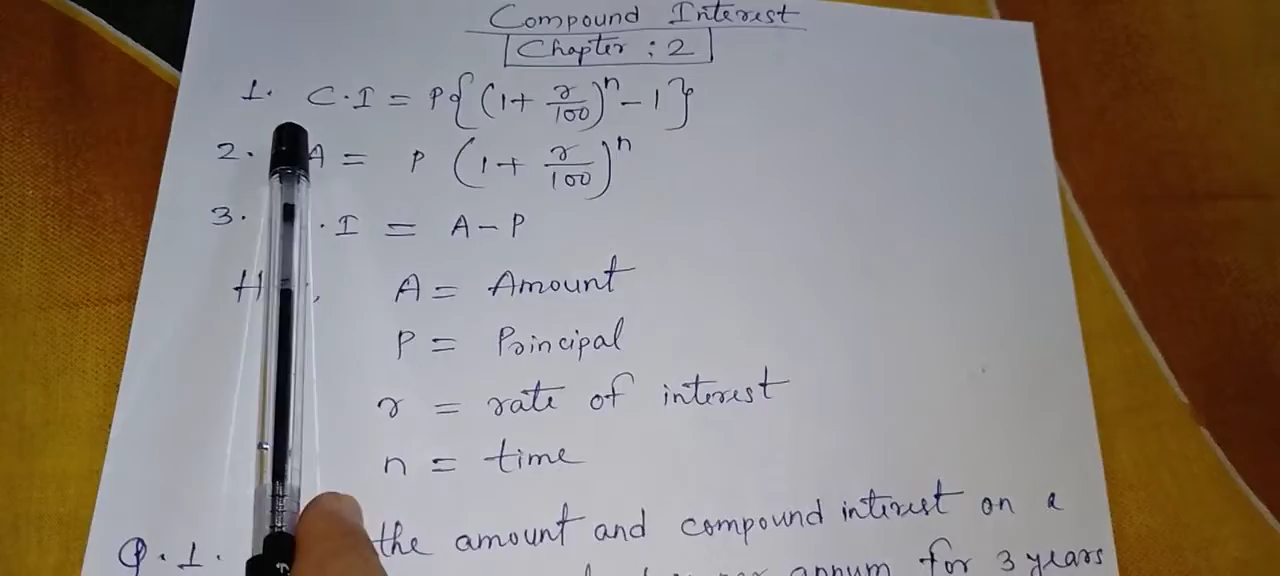 Compound Interest
Chapter : 2
1. C.I = P{(1 + r/100)^n - 1}
2. A = P (1 + r/100)^n
3. .I = A - P
H ,
A = Amount
P = Principal
r = rate of interest
n = time
Q.1. the amount and compound interest on a
annum for 3 years